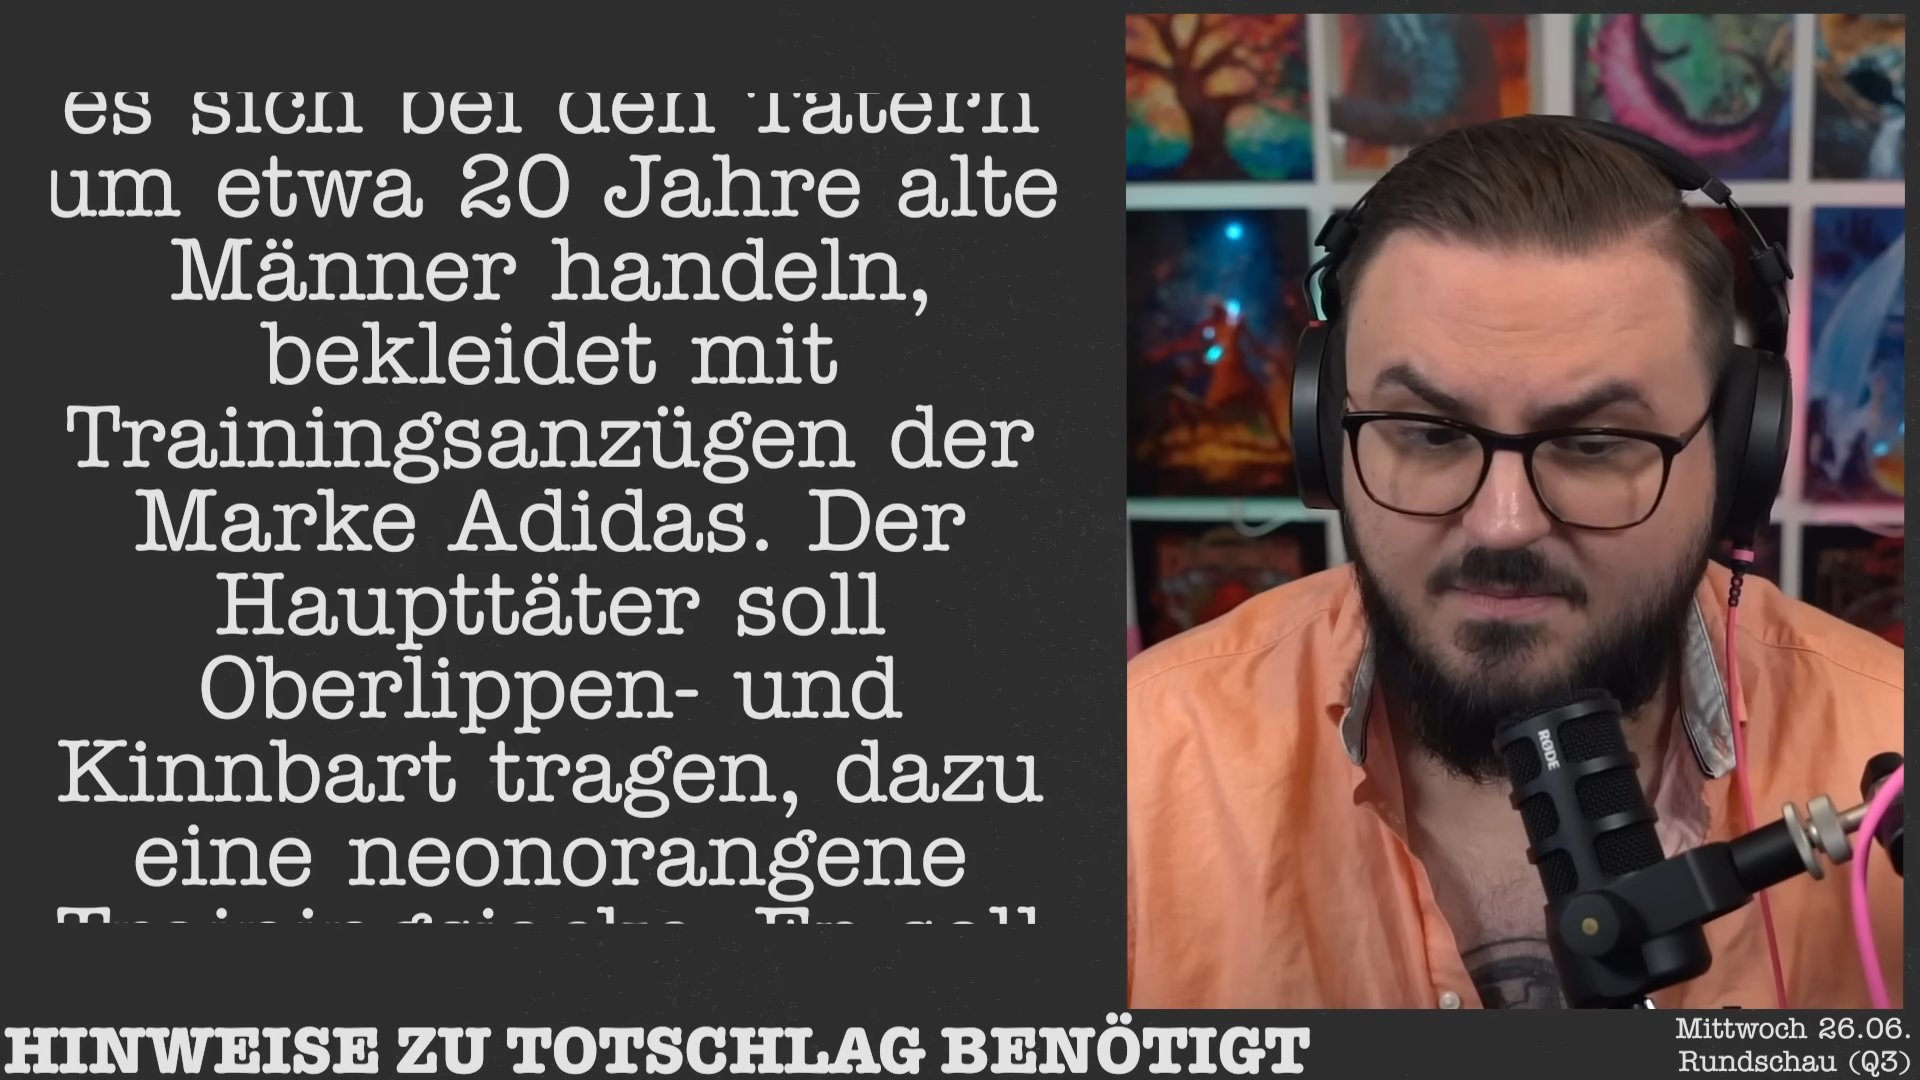 es sich bei den Tätern
um etwa 20 Jahre alte
Männer handeln,
bekleidet mit
Trainingsanzügen der
Marke Adidas. Der
Haupttäter soll
Oberlippen- und
Kinnbart tragen, dazu
eine neonorangene
Er soll
RØDE
HINWEISE ZU TOTSCHLAG BENÖTIGT
Mittwoch 26.06.
Rundschau (Q3)